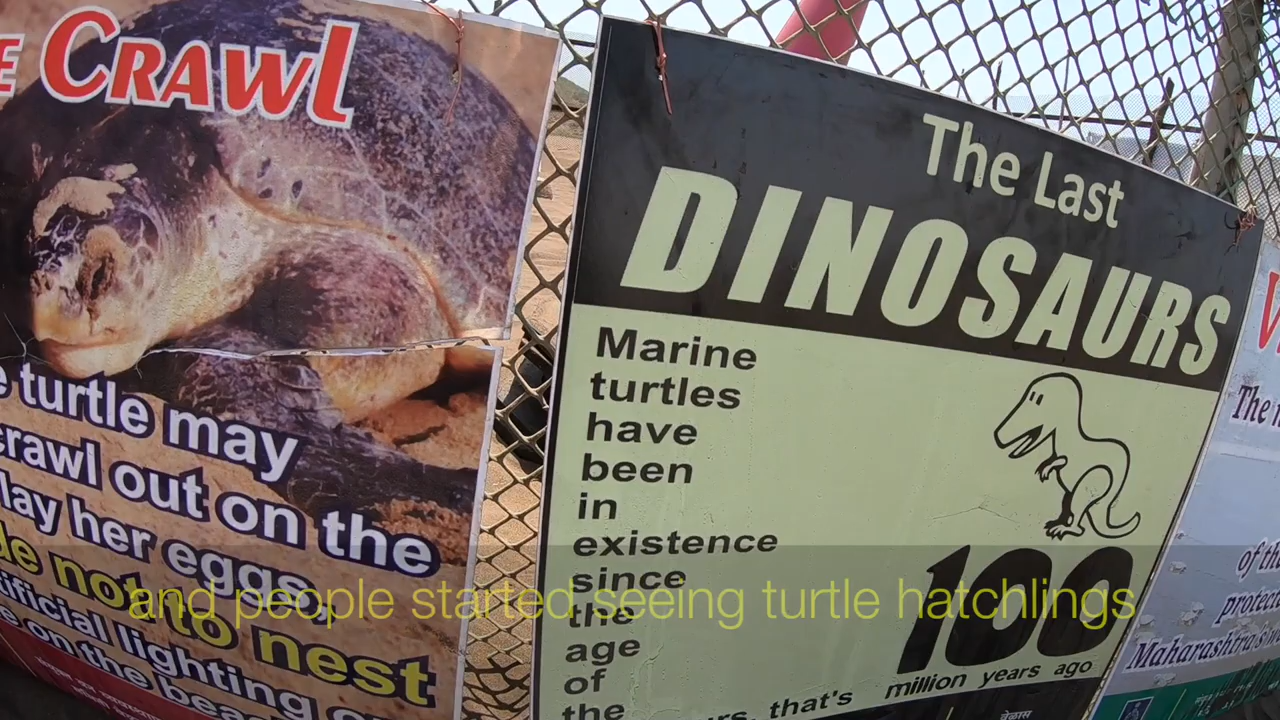 CRAWL
turtle may
crawl out on the
lay her eggs,
not to nest
artificial lighting
on the
The Last
DINOSAURS
Marine
turtles
have
been
in
existence
since
the
age
of
the
that's
100
million years ago
The
of
Maharashtra's
and people started seeing turtle hatchlings